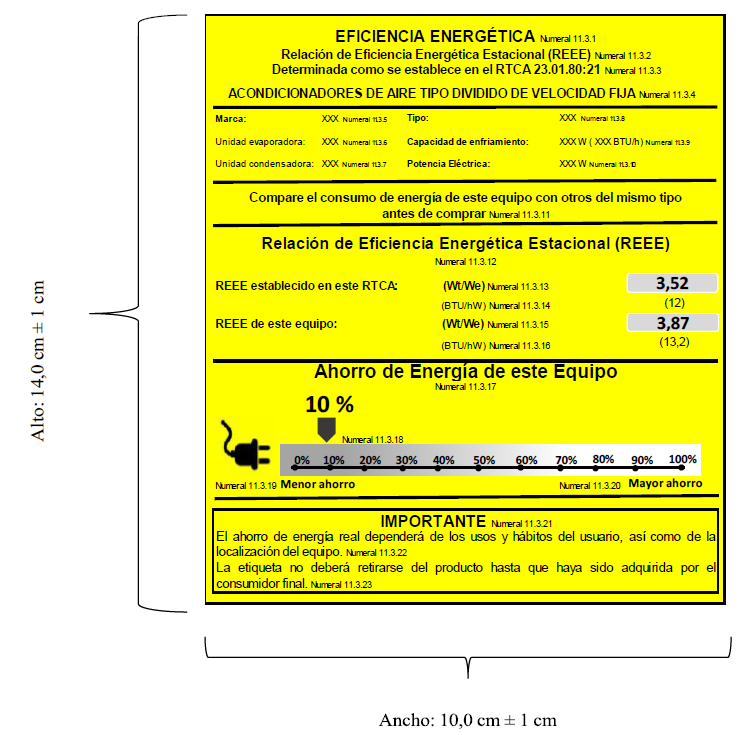 EFICIENCIA ENERGÉTICA Numeral 11.3.1
Relación de Eficiencia Energética Estacional (REEE) Numeral 11.3.2
Determinada como se establece en el RTCA 23.01.80:21 Numeral 11.3.3
ACONDICIONADORES DE AIRE TIPO DIVIDIDO DE VELOCIDAD FIJA Numeral 11.3.4
Marca: XXX Numeral 11.3.5 Tipo: XXX Numeral 11.3.8
Unidad evaporadora: XXX Numeral 11.3.6 Capacidad de enfriamiento: XXX W ( XXX BTU/h) Numeral 11.3.9
Unidad condensadora: XXX Numeral 11.3.7 Potencia Eléctrica: XXX W Numeral 11.3.10
Compare el consumo de energía de este equipo con otros del mismo tipo
antes de comprar Numeral 11.3.11
Relación de Eficiencia Energética Estacional (REEE)
Numeral 11.3.12
REEE establecido en este RTCA: (Wt/We) Numeral 11.3.13 3,52
(BTU/hW) Numeral 11.3.14 (12)
REEE de este equipo: (Wt/We) Numeral 11.3.15 3,87
(BTU/hW) Numeral 11.3.16 (13,2)
Ahorro de Energía de este Equipo
Numeral 11.3.17
10 %
Numeral 11.3.18
0% 10% 20% 30% 40% 50% 60% 70% 80% 90% 100%
Numeral 11.3.19 Menor ahorro Numeral 11.3.20 Mayor ahorro
IMPORTANTE Numeral 11.3.21
El ahorro de energía real dependerá de los usos y hábitos del usuario, así como de la
localización del equipo. Numeral 11.3.22
La etiqueta no deberá retirarse del producto hasta que haya sido adquirida por el
consumidor final. Numeral 11.3.23
Alto: 14,0 cm ± 1 cm
Ancho: 10,0 cm ± 1 cm